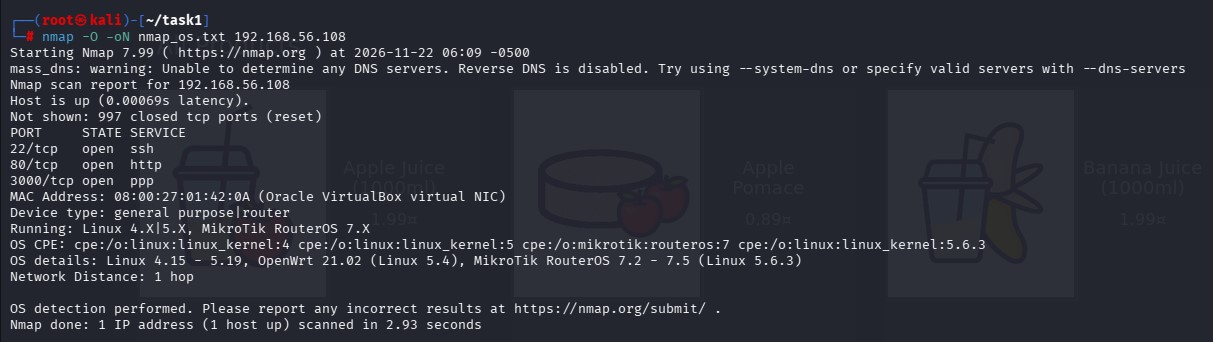 ┌──(root㉿kali)-[~/task1]
└─# nmap -O -oN nmap_os.txt 192.168.56.108
Starting Nmap 7.99 ( https://nmap.org ) at 2026-11-22 06:09 -0500
mass_dns: warning: Unable to determine any DNS servers. Reverse DNS is disabled. Try using --system-dns or specify valid servers with --dns-servers
Nmap scan report for 192.168.56.108
Host is up (0.00069s latency).
Not shown: 997 closed tcp ports (reset)
PORT     STATE SERVICE
22/tcp   open  ssh
80/tcp   open  http
3000/tcp open  ppp
MAC Address: 08:00:27:01:42:0A (Oracle VirtualBox virtual NIC)
Device type: general purpose|router
Running: Linux 4.X|5.X, MikroTik RouterOS 7.X
OS CPE: cpe:/o:linux:linux_kernel:4 cpe:/o:linux:linux_kernel:5 cpe:/o:mikrotik:routeros:7 cpe:/o:linux:linux_kernel:5.6.3
OS details: Linux 4.15 - 5.19, OpenWrt 21.02 (Linux 5.4), MikroTik RouterOS 7.2 - 7.5 (Linux 5.6.3)
Network Distance: 1 hop
OS detection performed. Please report any incorrect results at https://nmap.org/submit/ .
Nmap done: 1 IP address (1 host up) scanned in 2.93 seconds
Apple Juice
(1000ml)
1.99¤
Apple
Pomace
0.89¤
Banana Juice
(1000ml)
1.99¤